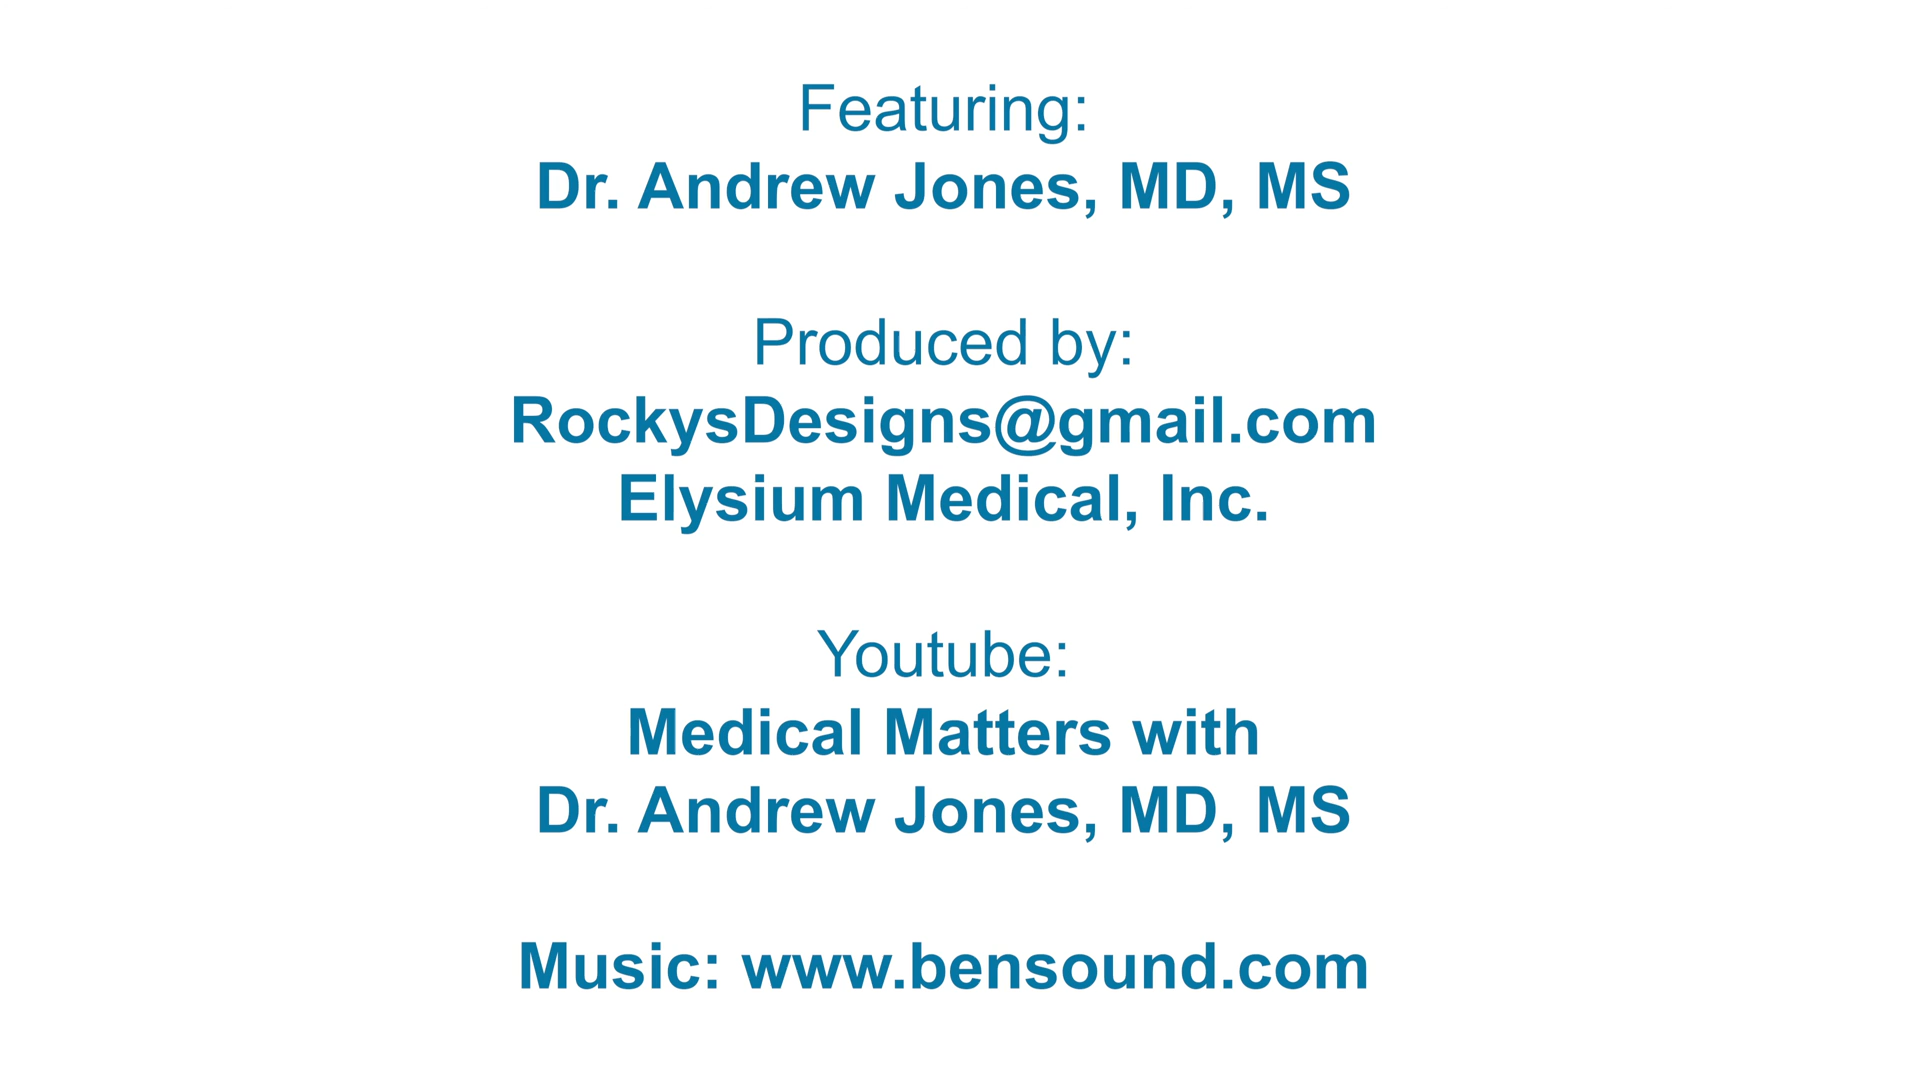 Featuring:
Dr. Andrew Jones, MD, MS
Produced by:
RockysDesigns@gmail.com
Elysium Medical, Inc.
Youtube:
Medical Matters with
Dr. Andrew Jones, MD, MS
Music: www.bensound.com